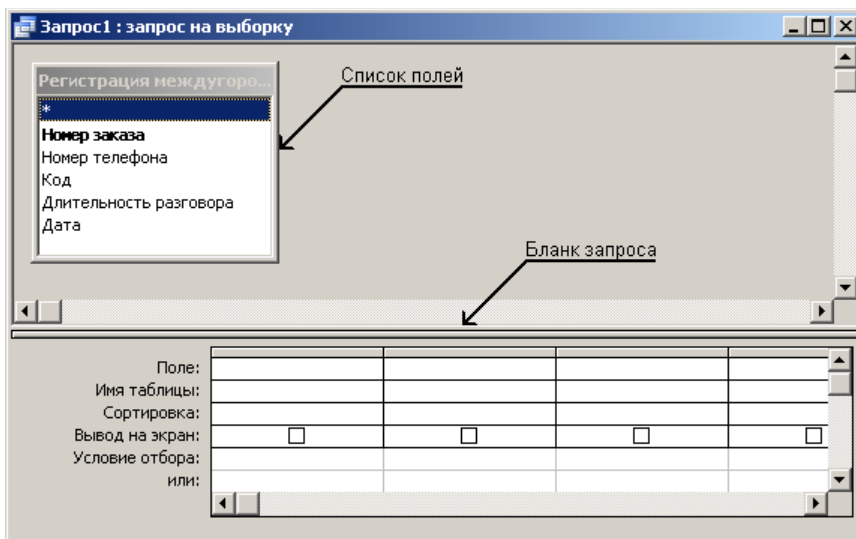 Запрос1 : запрос на выборку
Регистрация междугоро...
Список полей
*
Номер заказа
Номер телефона
Код
Длительность разговора
Дата
Бланк запроса
Поле:
Имя таблицы:
Сортировка:
Вывод на экран:
Условие отбора:
или: